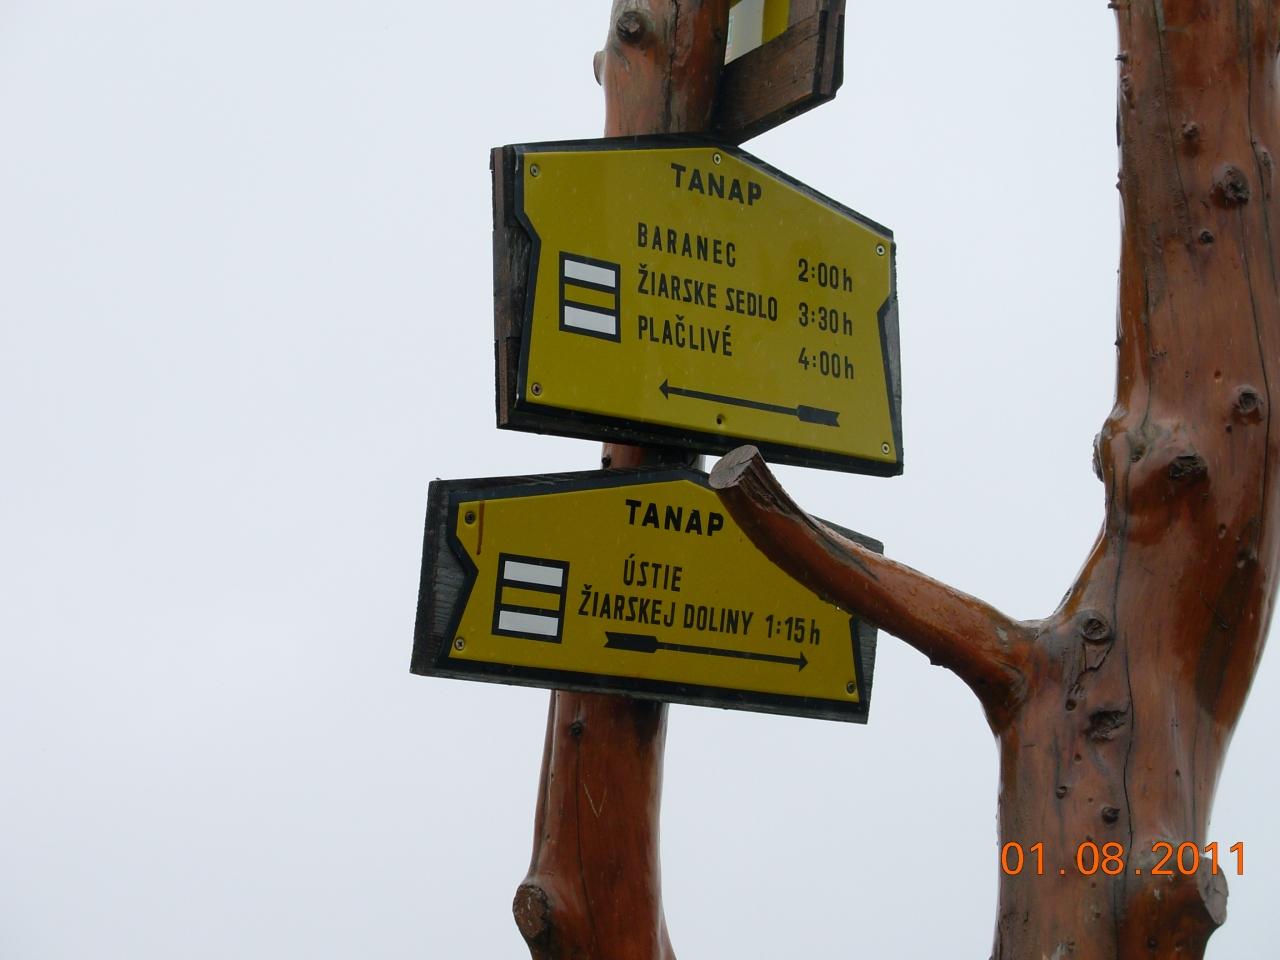 TANAP
BARANEC 2:00h
ŽIARSKE SEDLO 3:30h
PLAČLIVÉ 4:00h
TANAP
ÚSTIE
ŽIARSKEJ DOLINY 1:15h
01.08.2011